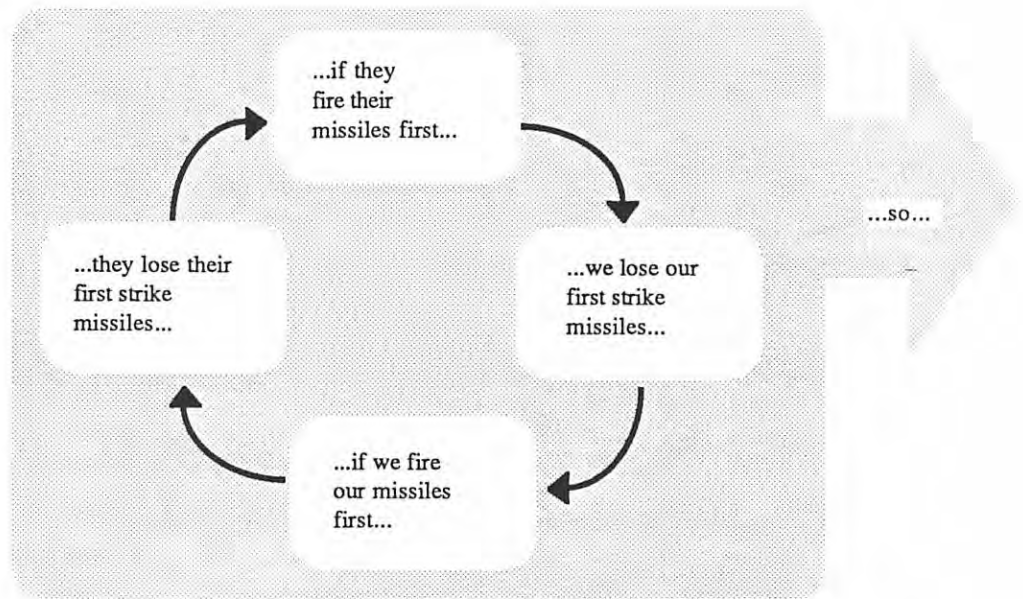 ...if they
fire their
missiles first...
...so...
...they lose their
first strike
missiles...
...we lose our
first strike
missiles...
...if we fire
our missiles
first...